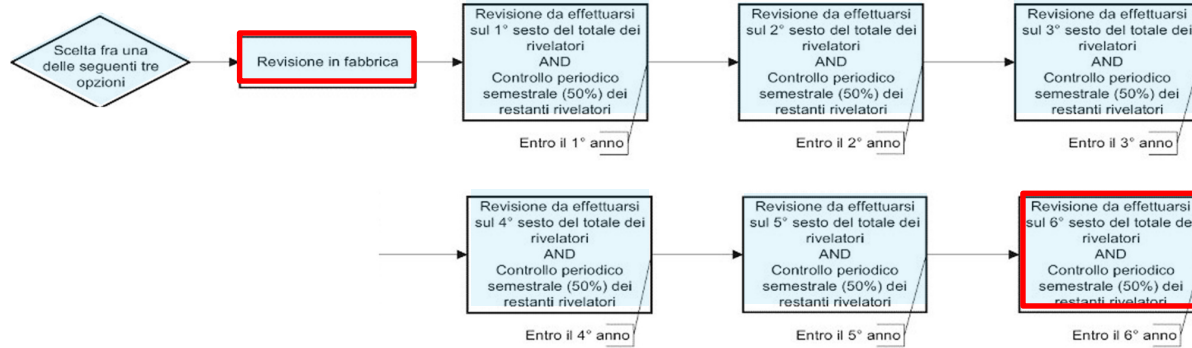 Scelta fra una
delle seguenti tre
opzioni
Revisione in fabbrica
Revisione da effettuarsi
sul 1° sesto del totale dei
rivelatori
AND
Controllo periodico
semestrale (50%) dei
restanti rivelatori
Entro il 1° anno
Revisione da effettuarsi
sul 2° sesto del totale dei
rivelatori
AND
Controllo periodico
semestrale (50%) dei
restanti rivelatori
Entro il 2° anno
Revisione da effettuarsi
sul 3° sesto del totale dei
rivelatori
AND
Controllo periodico
semestrale (50%) dei
restanti rivelatori
Entro il 3° anno
Revisione da effettuarsi
sul 4° sesto del totale dei
rivelatori
AND
Controllo periodico
semestrale (50%) dei
restanti rivelatori
Entro il 4° anno
Revisione da effettuarsi
sul 5° sesto del totale dei
rivelatori
AND
Controllo periodico
semestrale (50%) dei
restanti rivelatori
Entro il 5° anno
Revisione da effettuarsi
sul 6° sesto del totale dei
rivelatori
AND
Controllo periodico
semestrale (50%) dei
restanti rivelatori
Entro il 6° anno